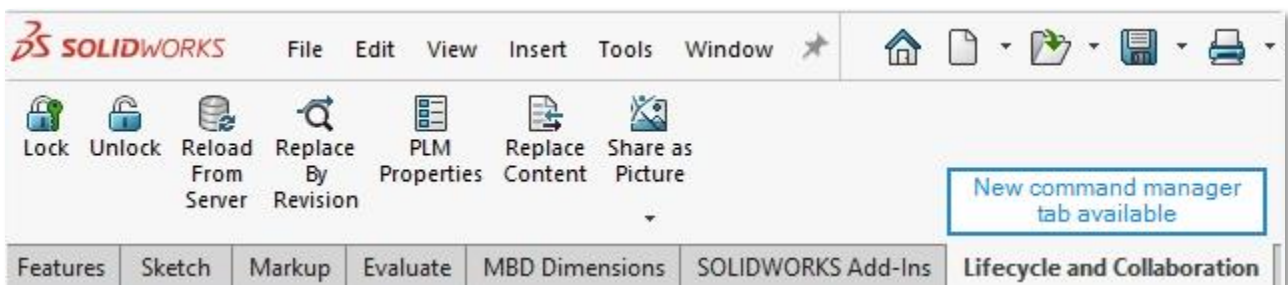 SOLIDWORKS File Edit View Insert Tools Window
Lock Unlock Reload From Server Replace By Revision PLM Properties Replace Content Share as Picture
New command manager
tab available
Features Sketch Markup Evaluate MBD Dimensions SOLIDWORKS Add-Ins Lifecycle and Collaboration